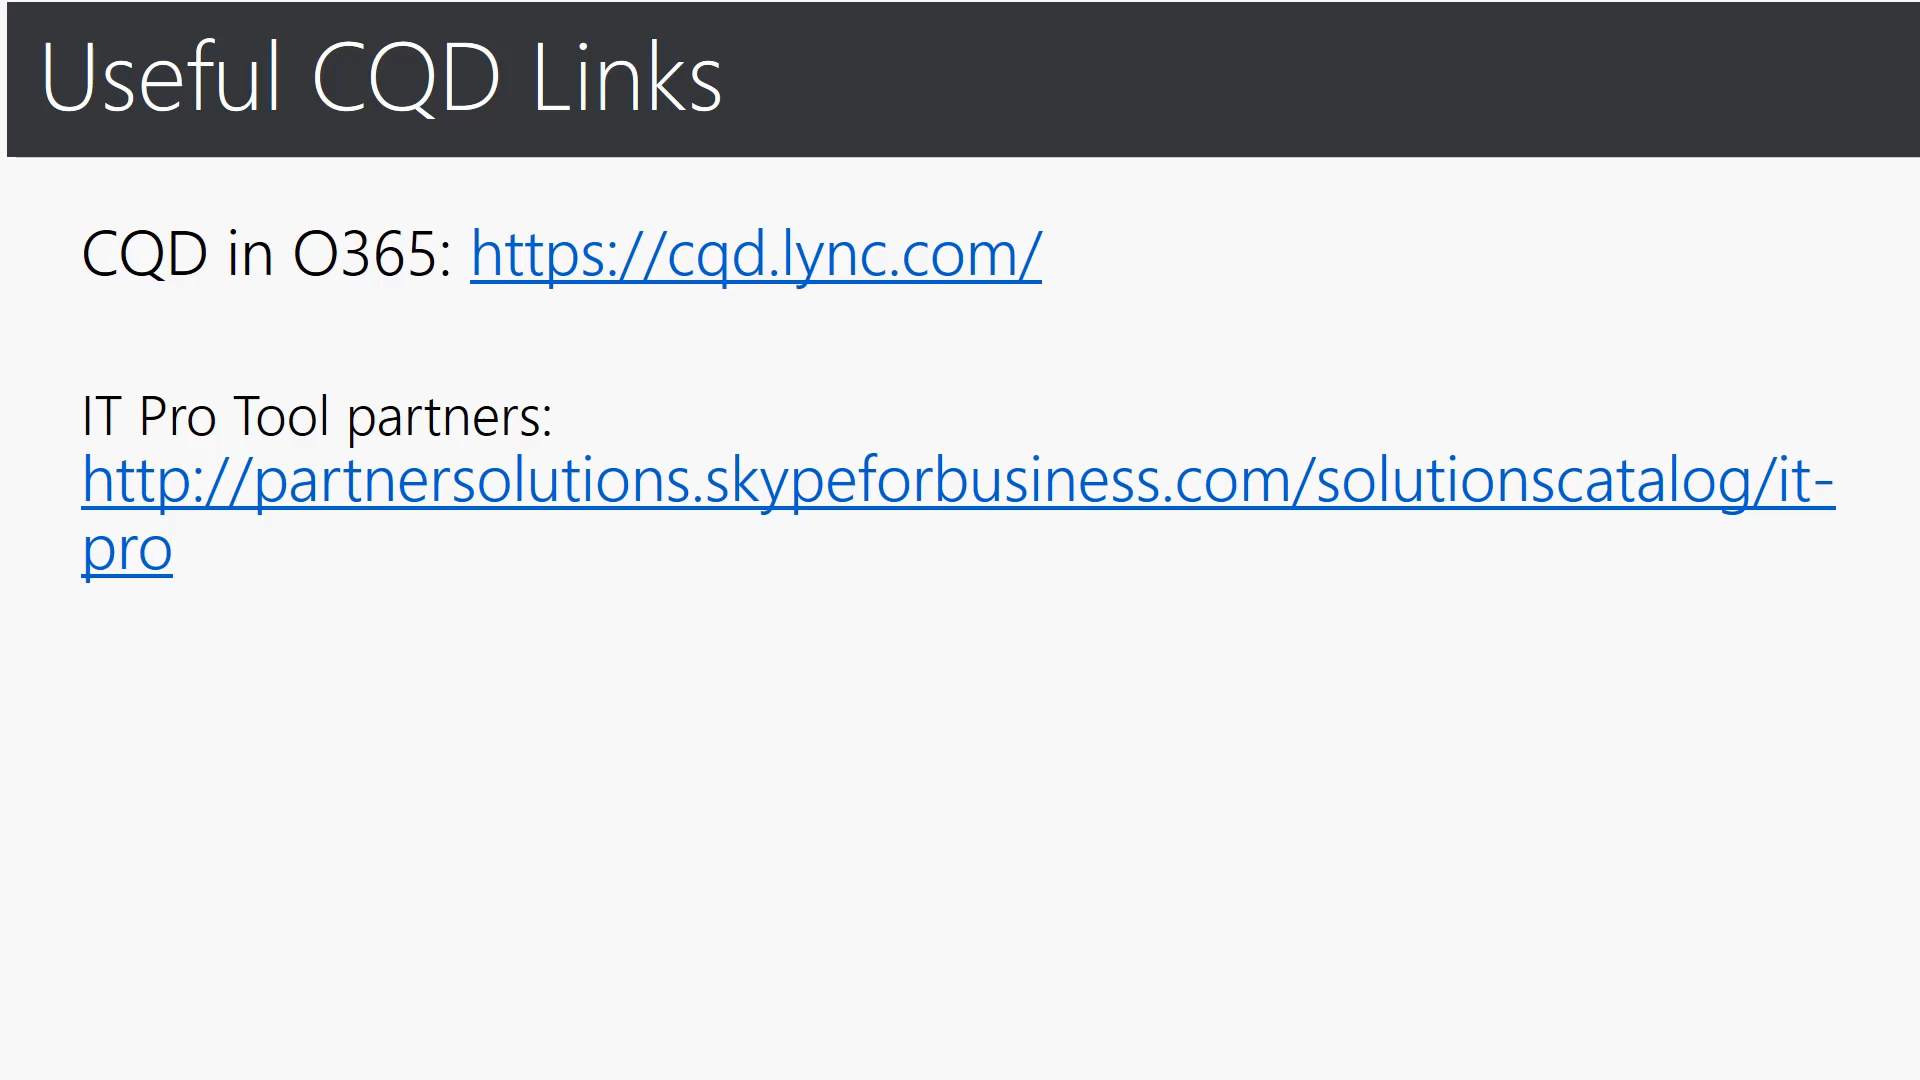 Useful CQD Links
CQD in O365: https://cqd.lync.com/
IT Pro Tool partners:
http://partnersolutions.skypeforbusiness.com/solutionscatalog/it-
pro